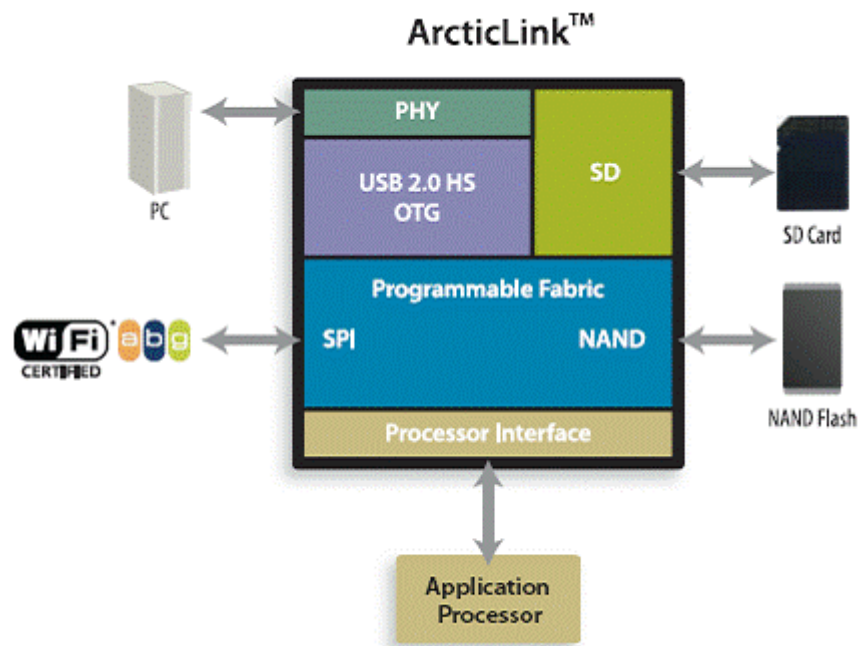 ArcticLink™
PHY
USB 2.0 HS
OTG
SD
PC
SD Card
Programmable Fabric
SPI
NAND
Wi Fi a b g
CERTIFIED
NAND Flash
Processor Interface
Application
Processor